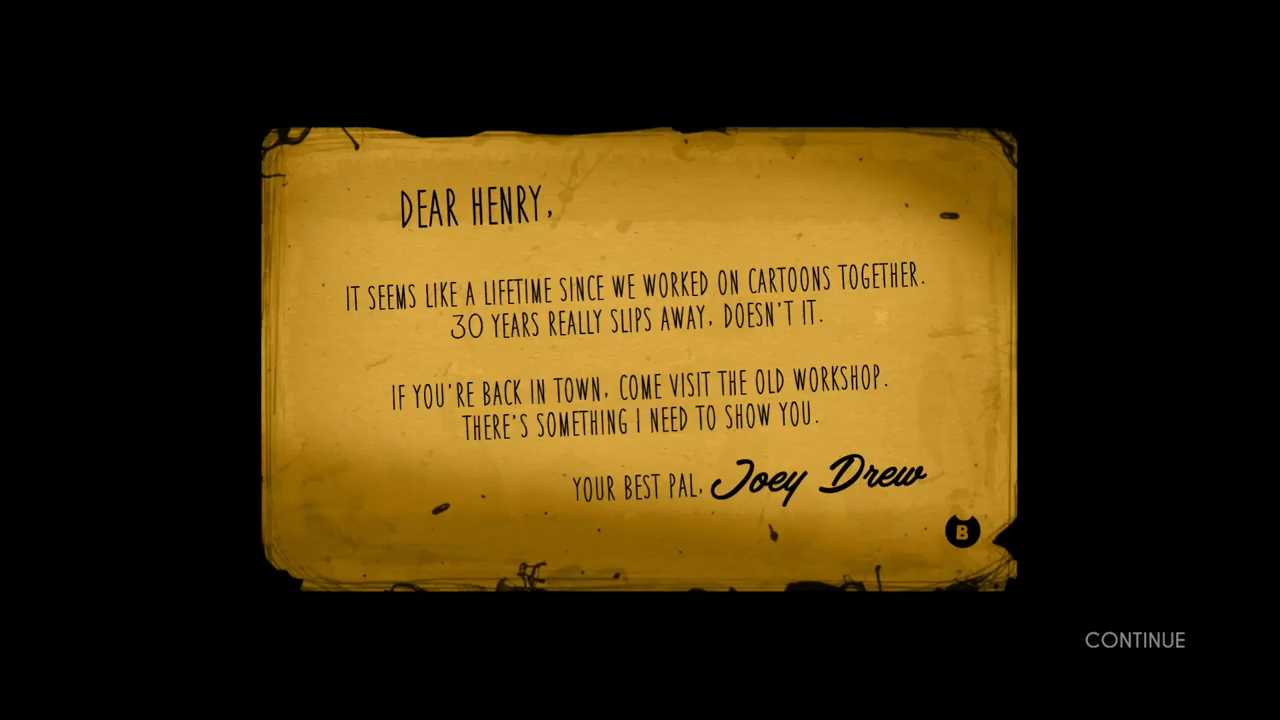 DEAR HENRY,
IT SEEMS LIKE A LIFETIME SINCE WE WORKED ON CARTOONS TOGETHER.
30 YEARS REALLY SLIPS AWAY, DOESN'T IT.
IF YOU'RE BACK IN TOWN, COME VISIT THE OLD WORKSHOP.
THERE'S SOMETHING I NEED TO SHOW YOU.
YOUR BEST PAL, Joey Drew
B
CONTINUE